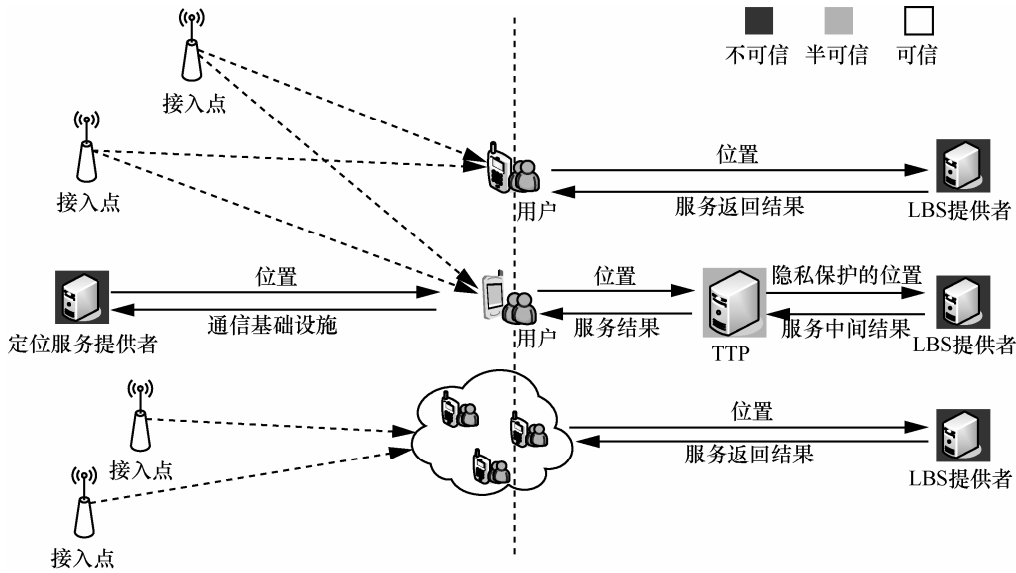 不可信
半可信
可信
接入点
接入点
位置
服务返回结果
用户
LBS提供者
位置
通信基础设施
定位服务提供者
位置
服务结果
用户
TTP
隐私保护的位置
服务中间结果
LBS提供者
接入点
接入点
位置
服务返回结果
LBS提供者